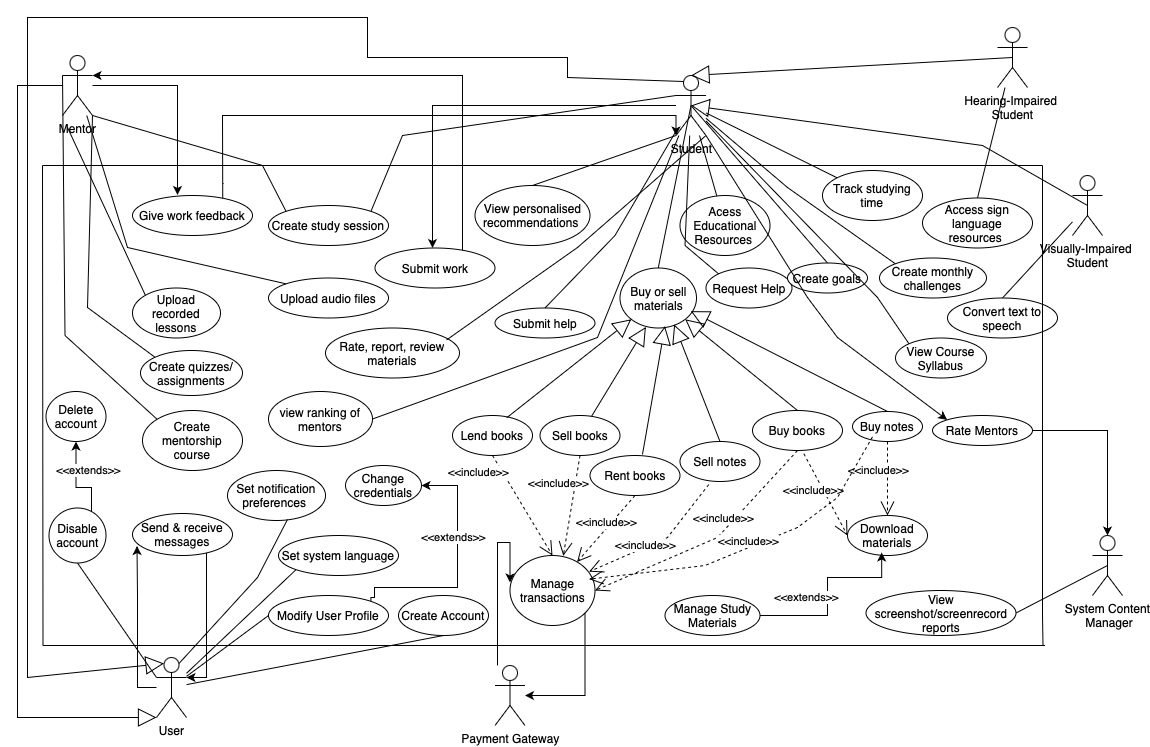 Hearing-Impaired
Student
Mentor
Student
Give work feedback
Create study session
View personalised
recommendations
Acess
Educational
Resources
Track studying
time
Access sign
language
resources
Visually-Impaired
Student
Submit work
Upload audio files
Upload
recorded
lessons
Buy or sell
materials
Request Help
Create goals
Create monthly
challenges
Convert text to
speech
Submit help
Rate, report, review
materials
View Course
Syllabus
Create quizzes/
assignments
Delete
account
view ranking of
mentors
Create
mentorship
course
Lend books
Sell books
Rent books
Sell notes
Buy books
Buy notes
Rate Mentors
<<extends>>
<<include>>
<<include>>
<<include>>
<<include>>
<<include>>
<<include>>
<<include>>
<<include>>
Change
credentials
Set notification
preferences
Disable
account
Send & receive
messages
<<extends>>
Set system language
Download
materials
Manage
transactions
Modify User Profile
Create Account
<<extends>>
Manage Study
Materials
View
screenshot/screenrecord
reports
System Content
Manager
User
Payment Gateway